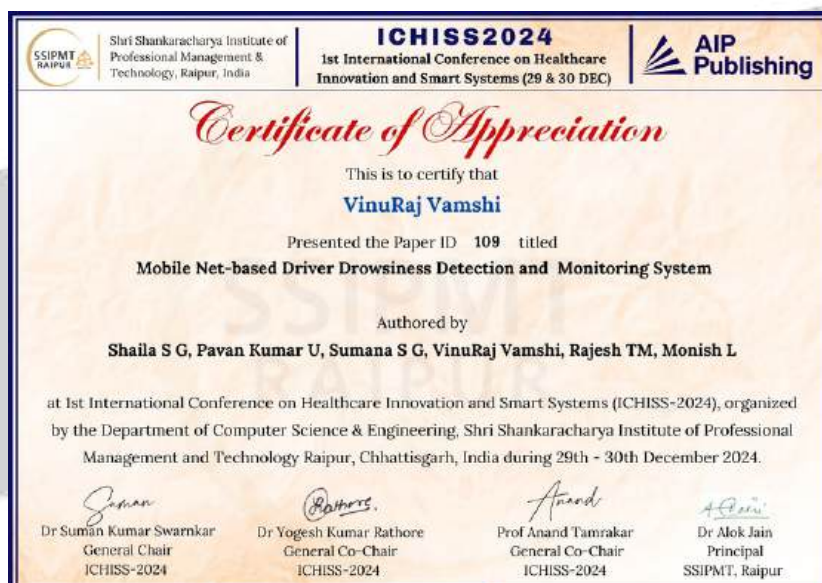 SSIPMT
RAIPUR
Shri Shankaracharya Institute of
Professional Management &
Technology, Raipur, India
ICHISS2024
1st International Conference on Healthcare
Innovation and Smart Systems (29 & 30 DEC)
AIP
Publishing
Certificate of Appreciation
This is to certify that
VinuRaj Vamshi
Presented the Paper ID 109 titled
Mobile Net-based Driver Drowsiness Detection and Monitoring System
SSIPMT
RAIPUR
Authored by
Shaila S G, Pavan Kumar U, Sumana S G, VinuRaj Vamshi, Rajesh TM, Monish L
at 1st International Conference on Healthcare Innovation and Smart Systems (ICHISS-2024), organized
by the Department of Computer Science & Engineering, Shri Shankaracharya Institute of Professional
Management and Technology Raipur, Chhattisgarh, India during 29th - 30th December 2024.
Suman
Rathore.
Anand
Dr Suman Kumar Swarnkar
General Chair
ICHISS-2024
Dr Yogesh Kumar Rathore
General Co-Chair
ICHISS-2024
Prof Anand Tamrakar
General Co-Chair
ICHISS-2024
Dr Alok Jain
Principal
SSIPMT, Raipur